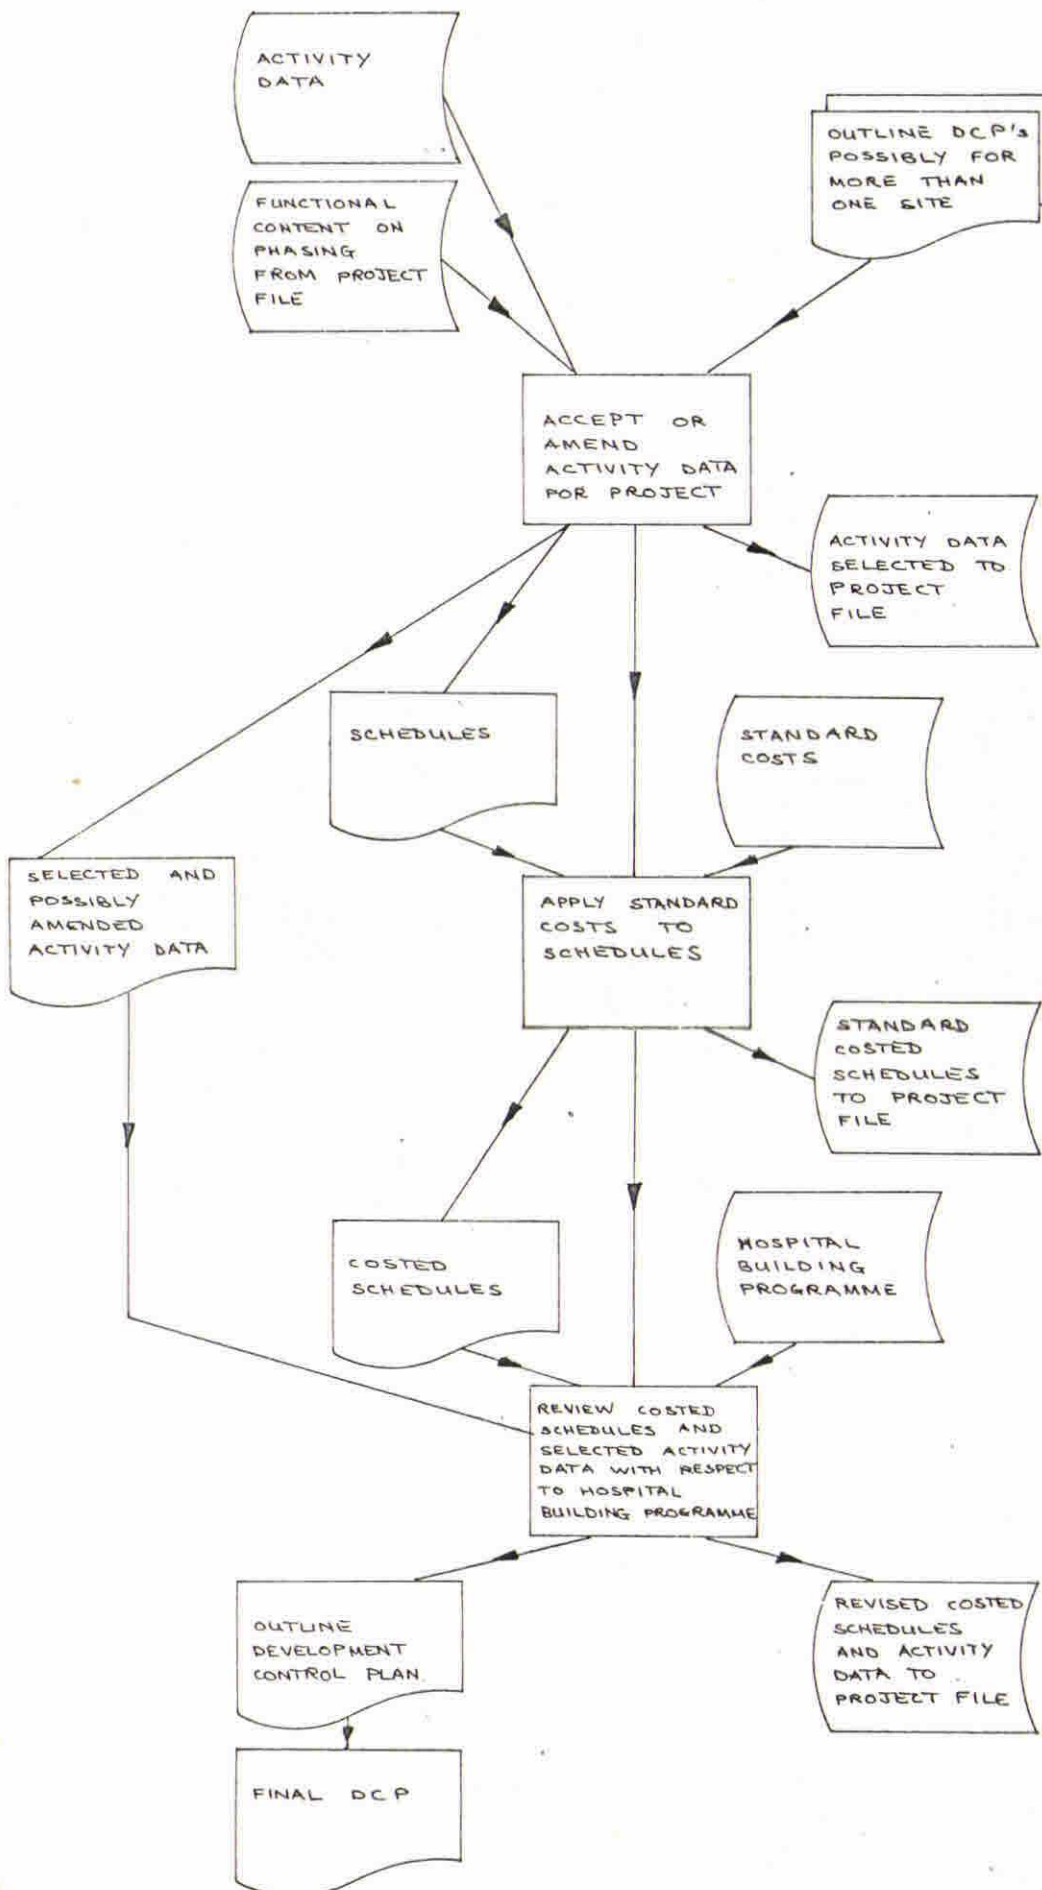 ACTIVITY
DATA
OUTLINE DCP's
POSSIBLY FOR
MORE THAN
ONE SITE
FUNCTIONAL
CONTENT ON
PHASING
FROM PROJECT
FILE
ACCEPT OR
AMEND
ACTIVITY DATA
FOR PROJECT
ACTIVITY DATA
SELECTED TO
PROJECT
FILE
SCHEDULES
STANDARD
COSTS
SELECTED AND
POSSIBLY
AMENDED
ACTIVITY DATA
APPLY STANDARD
COSTS TO
SCHEDULES
STANDARD
COSTED
SCHEDULES
TO PROJECT
FILE
COSTED
SCHEDULES
HOSPITAL
BUILDING
PROGRAMME
REVIEW COSTED
SCHEDULES AND
SELECTED ACTIVITY
DATA WITH RESPECT
TO HOSPITAL
BUILDING PROGRAMME
OUTLINE
DEVELOPMENT
CONTROL PLAN.
REVISED COSTED
SCHEDULES
AND ACTIVITY
DATA TO
PROJECT FILE
FINAL DCP